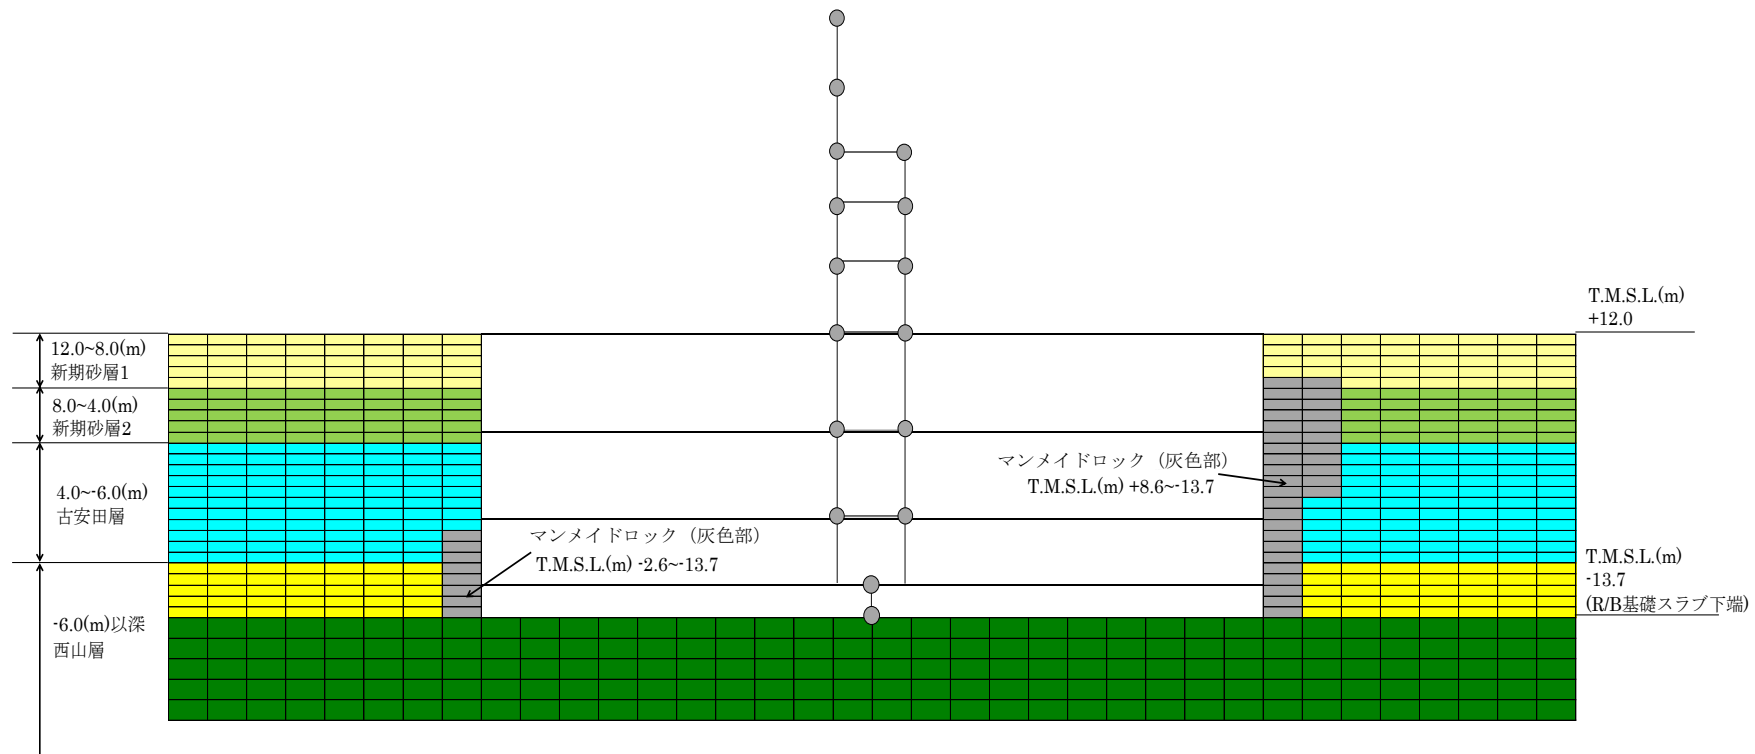 T.M.S.L.(m)
+12.0
12.0~8.0(m)
新期砂層1
8.0~4.0(m)
新期砂層2
マンメイドロック（灰色部）
T.M.S.L.(m) +8.6~-13.7
4.0~-6.0(m)
古安田層
マンメイドロック（灰色部）
T.M.S.L.(m) -2.6~-13.7
T.M.S.L.(m)
-13.7
(R/B基礎スラブ下端)
-6.0(m)以深
西山層